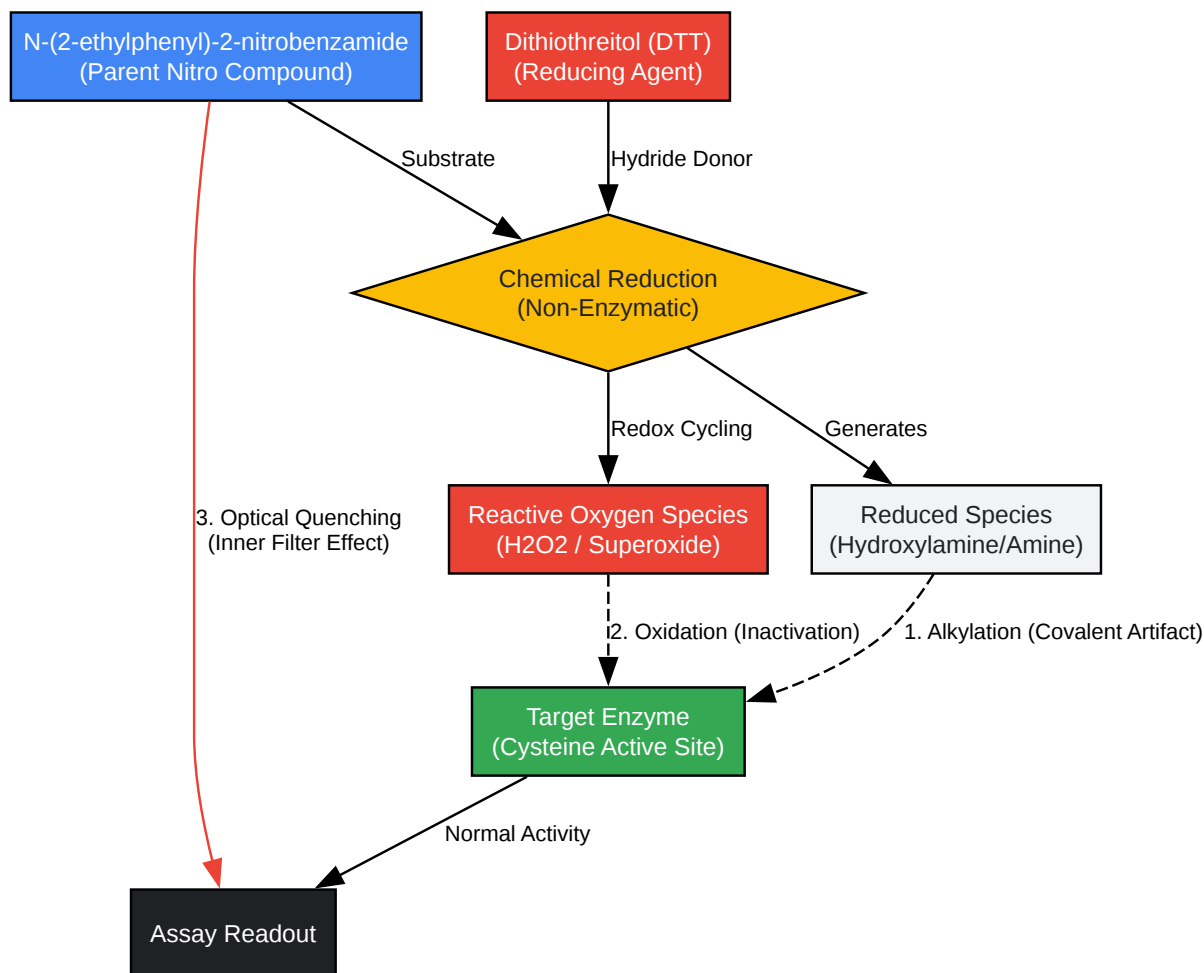 N-(2-ethylphenyl)-2-nitrobenzamide
(Parent Nitro Compound)
Dithiothreitol (DTT)
(Reducing Agent)
Substrate
Hydride Donor
Chemical Reduction
(Non-Enzymatic)
Redox Cycling
Generates
3. Optical Quenching
(Inner Filter Effect)
Reactive Oxygen Species
(H2O2 / Superoxide)
Reduced Species
(Hydroxylamine/Amine)
2. Oxidation (Inactivation)
1. Alkylation (Covalent Artifact)
Target Enzyme
(Cysteine Active Site)
Normal Activity
Assay Readout